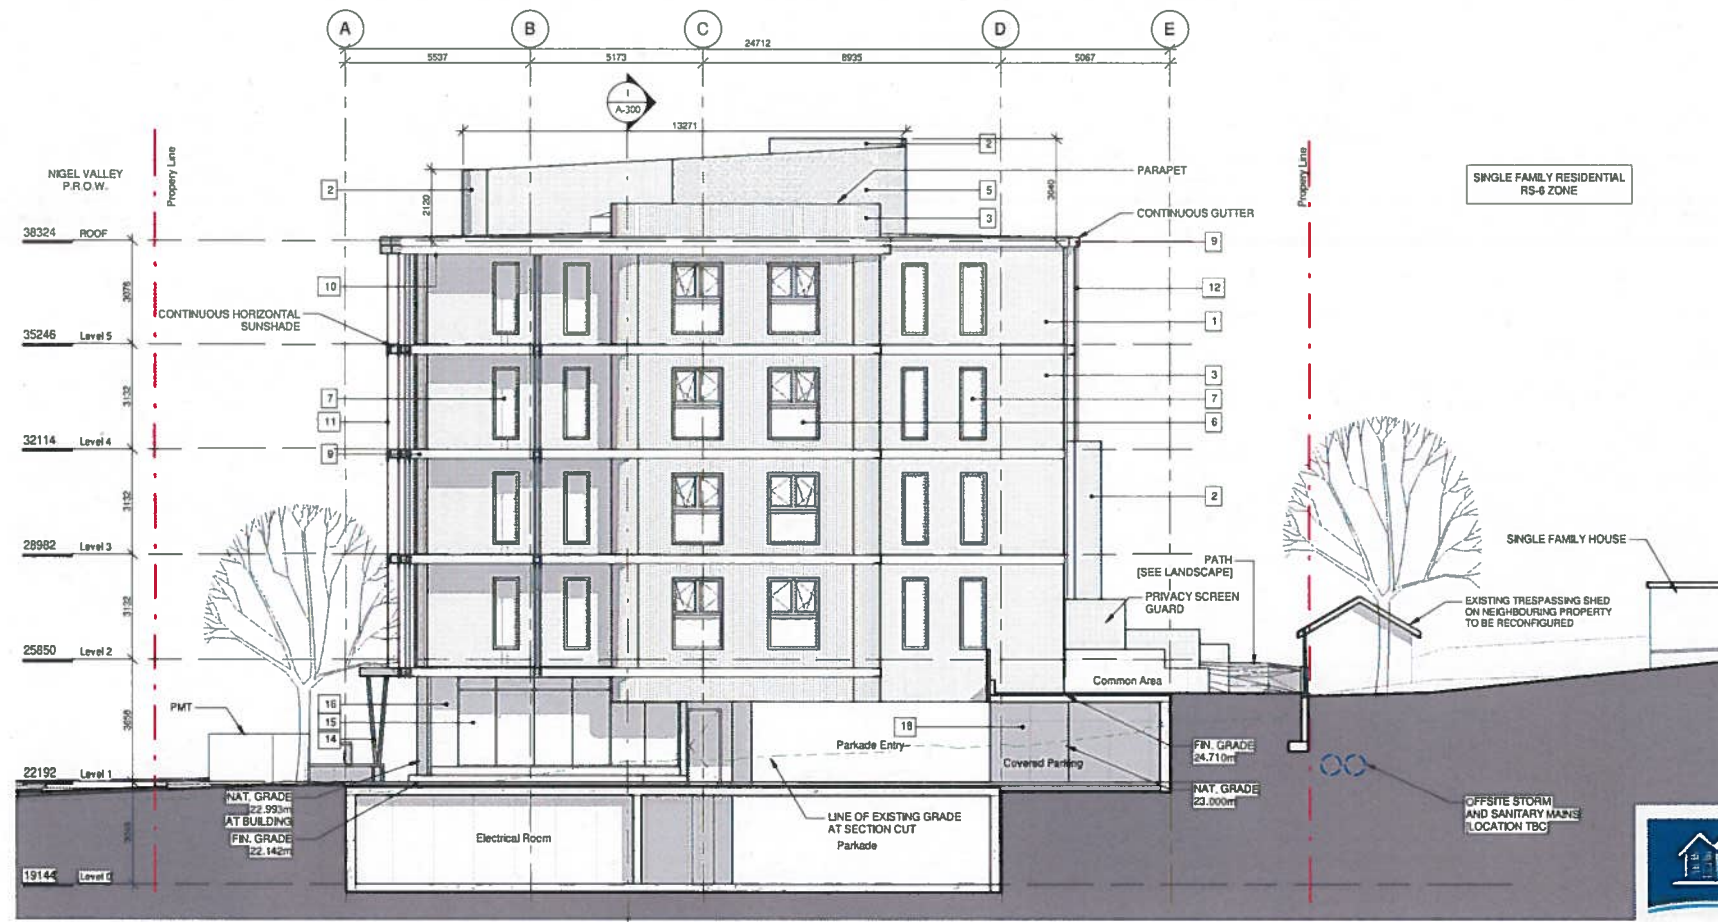 A
B
C
D
E
24712
5537
5173
8935
5067
A-300
13271
2
NIGEL VALLEY
P.R.O.W.
Propery Line
Propery Line
SINGLE FAMILY RESIDENTIAL
RS-6 ZONE
PARAPET
2
5
2120
3040
3
CONTINUOUS GUTTER
38324 ROOF
9
10
12
3078
CONTINUOUS HORIZONTAL
SUNSHADE
1
35246 Level 5
3
7
7
3132
11
6
32114 Level 4
9
2
3132
28982 Level 3
SINGLE FAMILY HOUSE
PATH
[SEE LANDSCAPE]
PRIVACY SCREEN
GUARD
EXISTING TRESPASSING SHED
ON NEIGHBOURING PROPERTY
TO BE RECONFIGURED
3132
25850 Level 2
Common Area
PMT
16
15
14
18
3658
Parkade Entry
Covered Parking
FIN. GRADE
24.710m
22192 Level 1
NAT. GRADE
22.993m
AT BUILDING
FIN. GRADE
22.142m
NAT. GRADE
23.000m
LINE OF EXISTING GRADE
AT SECTION CUT
Parkade
Electrical Room
OFFSITE STORM
AND SANITARY MAINS
LOCATION TBC
19144 Level 0